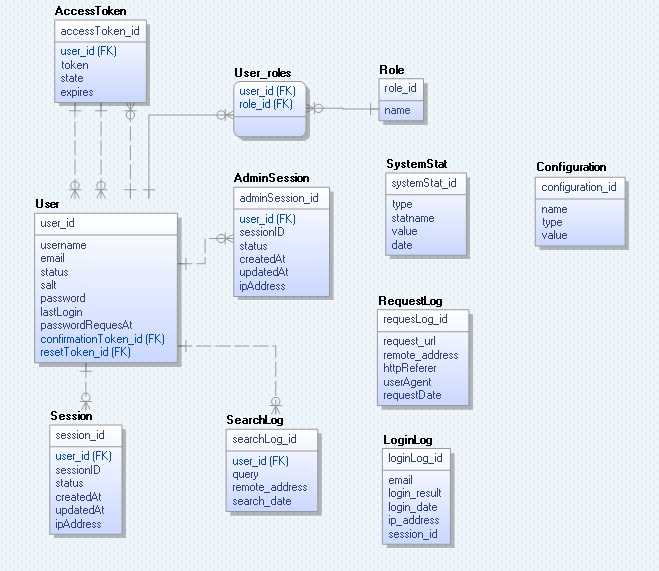 AccessToken
accessToken_id
user_id (FK)
token
state
expires
User_roles
user_id (FK)
role_id (FK)
Role
role_id
name
User
user_id
username
email
status
salt
password
lastLogin
passwordRequesAt
confirmationToken_id (FK)
resetToken_id (FK)
AdminSession
adminSession_id
user_id (FK)
sessionID
status
createdAt
updatedAt
ipAddress
SystemStat
systemStat_id
type
statname
value
date
Configuration
configuration_id
name
type
value
RequestLog
requesLog_id
request_url
remote_address
httpReferer
userAgent
requestDate
Session
session_id
user_id (FK)
sessionID
status
createdAt
updatedAt
ipAddress
SearchLog
searchLog_id
user_id (FK)
query
remote_address
search_date
LoginLog
loginLog_id
email
login_result
login_date
ip_address
session_id